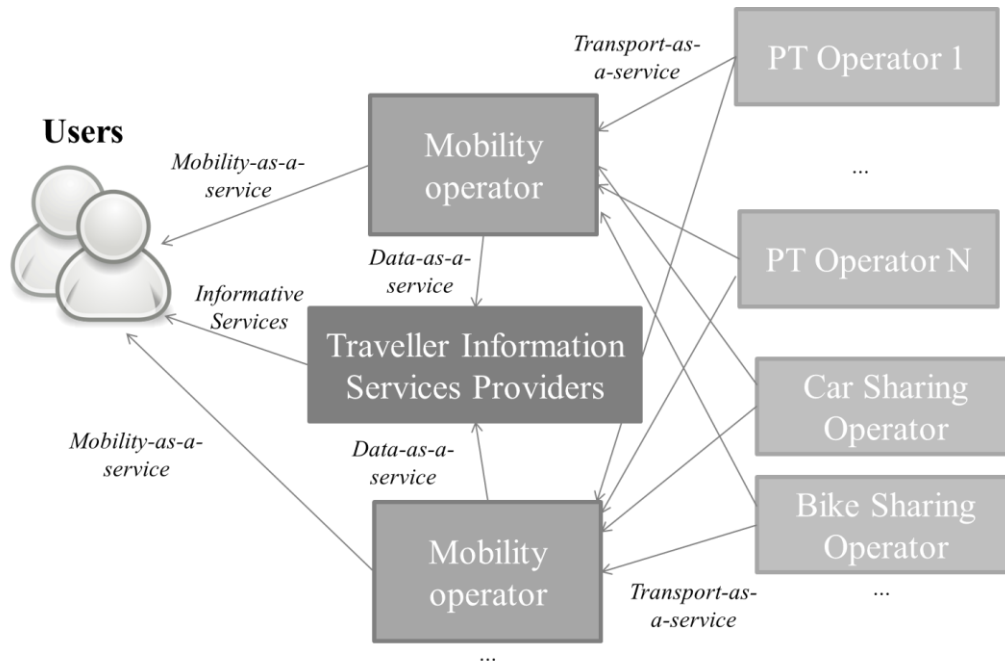 Transport-as-
a-service
PT Operator 1
Users
Mobility-as-a-
service
Mobility
operator
...
PT Operator N
Data-as-a-
service
Informative
Services
Traveller Information
Services Providers
Car Sharing
Operator
Mobility-as-a-
service
Data-as-a-
service
Bike Sharing
Operator
Mobility
operator
Transport-as-
a-service
...
...